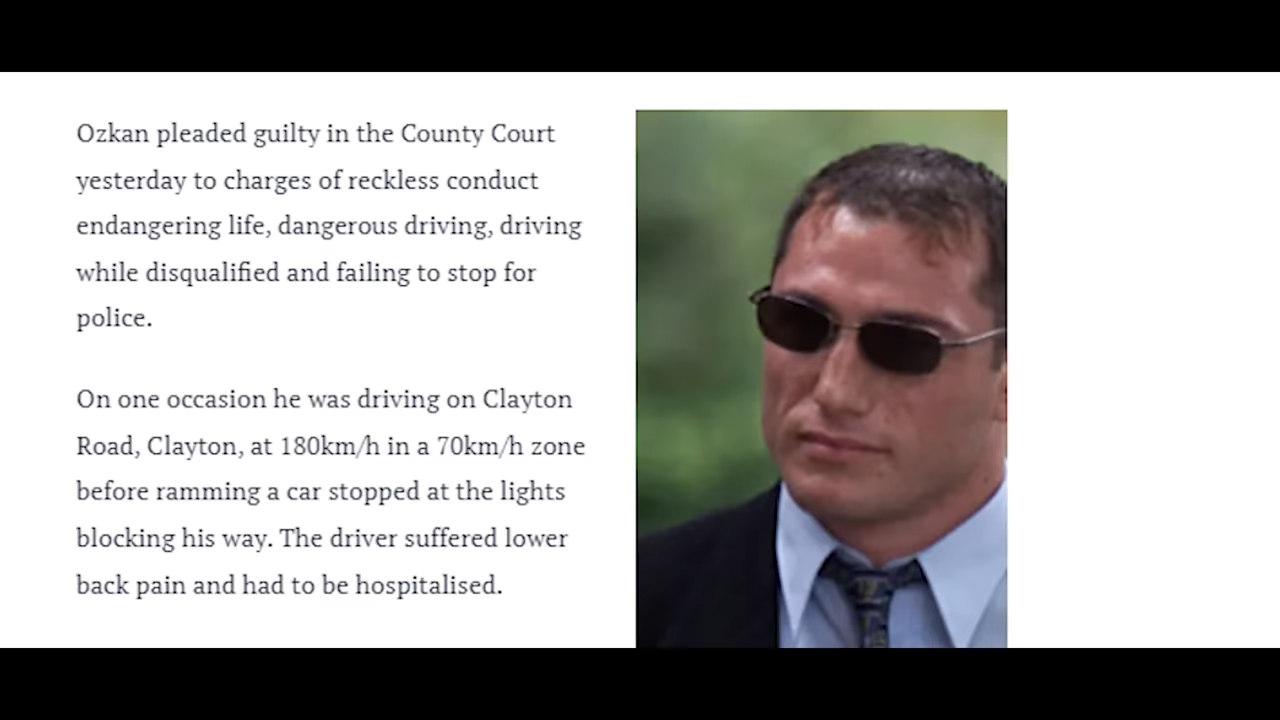 Ozkan pleaded guilty in the County Court
yesterday to charges of reckless conduct
endangering life, dangerous driving, driving
while disqualified and failing to stop for
police.
On one occasion he was driving on Clayton
Road, Clayton, at 180km/h in a 70km/h zone
before ramming a car stopped at the lights
blocking his way. The driver suffered lower
back pain and had to be hospitalised.